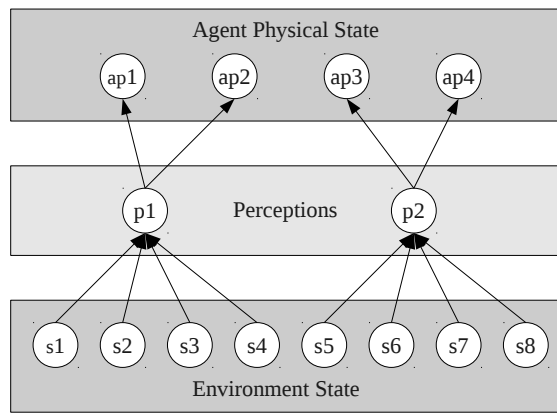 Agent Physical State
ap1 ap2 ap3 ap4
p1 Perceptions p2
s1 s2 s3 s4 s5 s6 s7 s8
Environment State